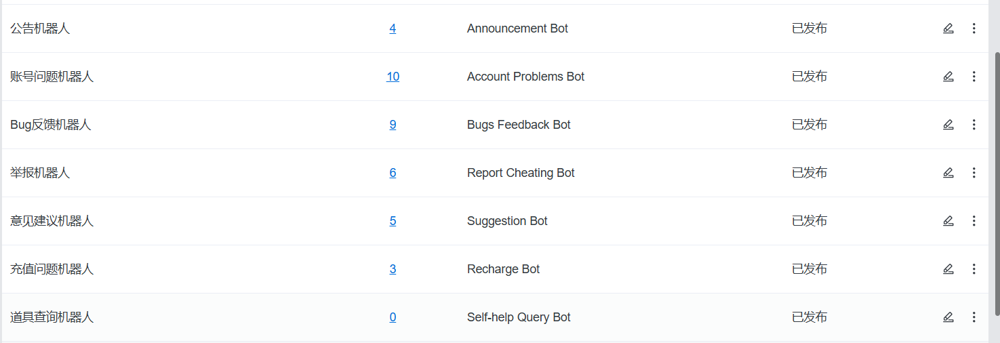 公告机器人 4 Announcement Bot 已发布
账号问题机器人 10 Account Problems Bot 已发布
Bug反馈机器人 9 Bugs Feedback Bot 已发布
举报机器人 6 Report Cheating Bot 已发布
意见建议机器人 5 Suggestion Bot 已发布
充值问题机器人 3 Recharge Bot 已发布
道具查询机器人 0 Self-help Query Bot 已发布